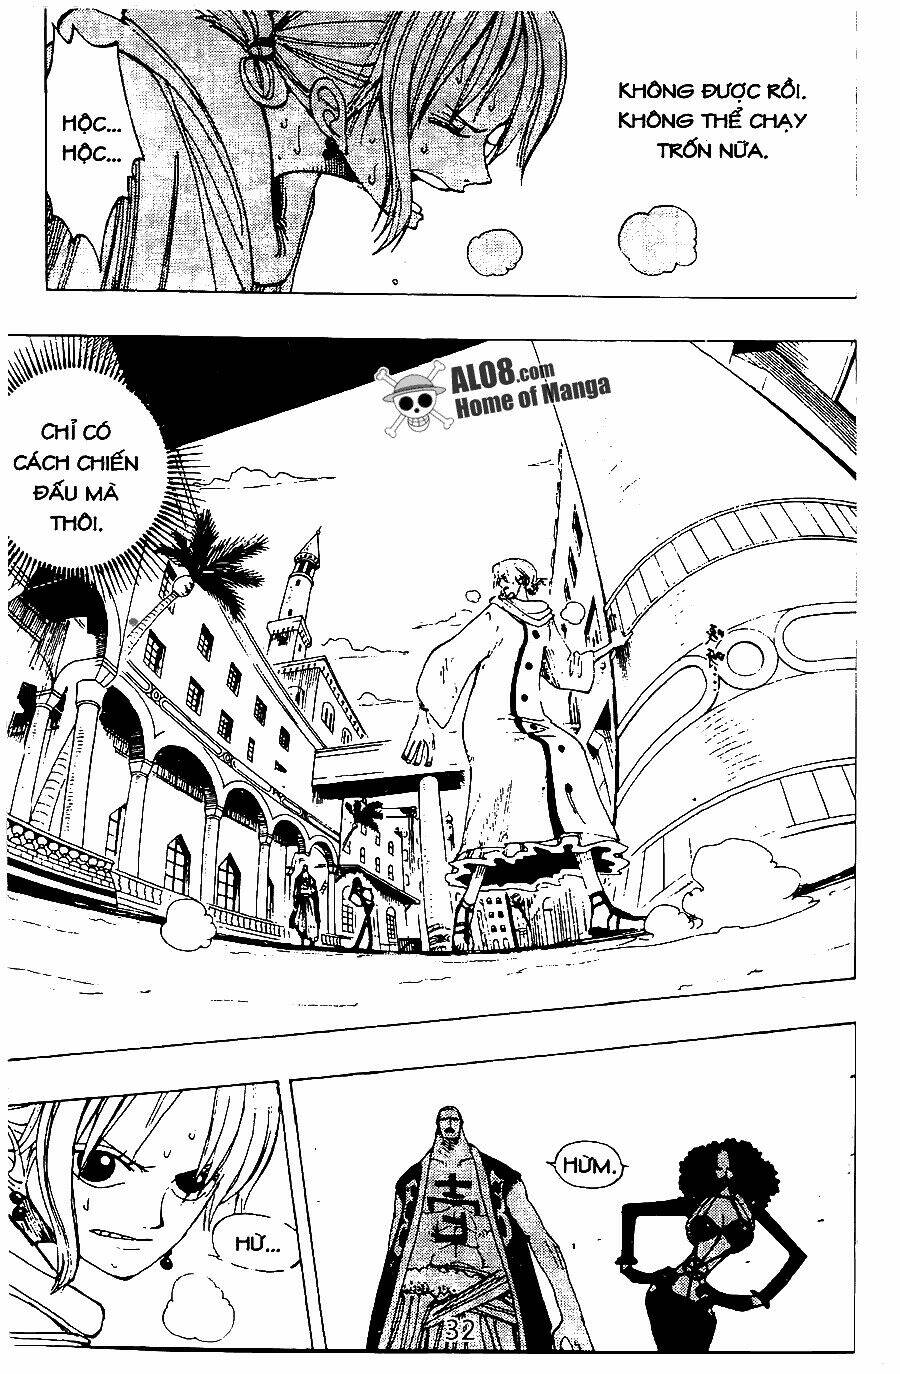 KHÔNG ĐƯỢC RỒI.
KHÔNG THỂ CHẠY
TRỐN NỮA.
HỘC...
HỘC...
AL08.com
Home of Manga
CHỈ CÓ
CÁCH CHIẾN
ĐẤU MÀ
THÔI.
HỪM.
壱
HỪ...
32